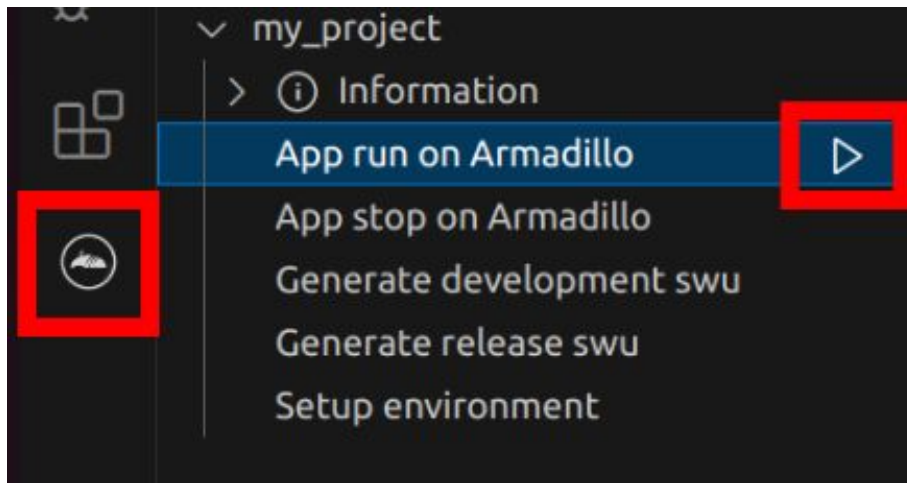 my_project
Information
App run on Armadillo
App stop on Armadillo
Generate development swu
Generate release swu
Setup environment